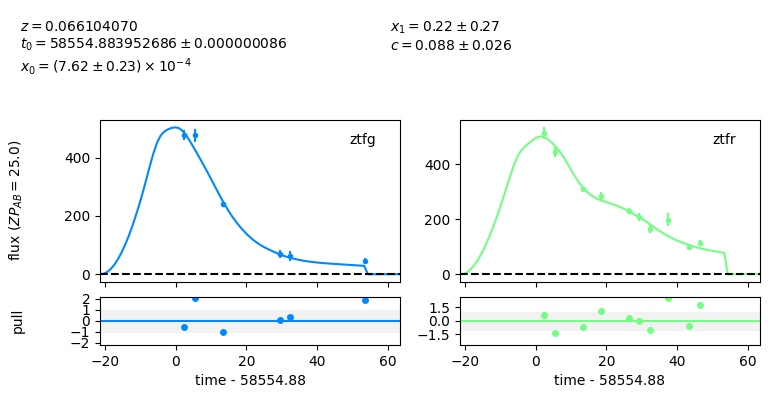 z = 0.066104070
t₀ = 58554.883952686 ± 0.000000086
x₀ = (7.62 ± 0.23) × 10⁻⁴
x₁ = 0.22 ± 0.27
c = 0.088 ± 0.026
flux (ZP_AB = 25.0)
ztfg
400
200
0
ztfr
400
200
0
pull
2
1
0
−1
−2
1.5
0.0
−1.5
−20 0 20 40 60
−20 0 20 40 60
time - 58554.88
time - 58554.88